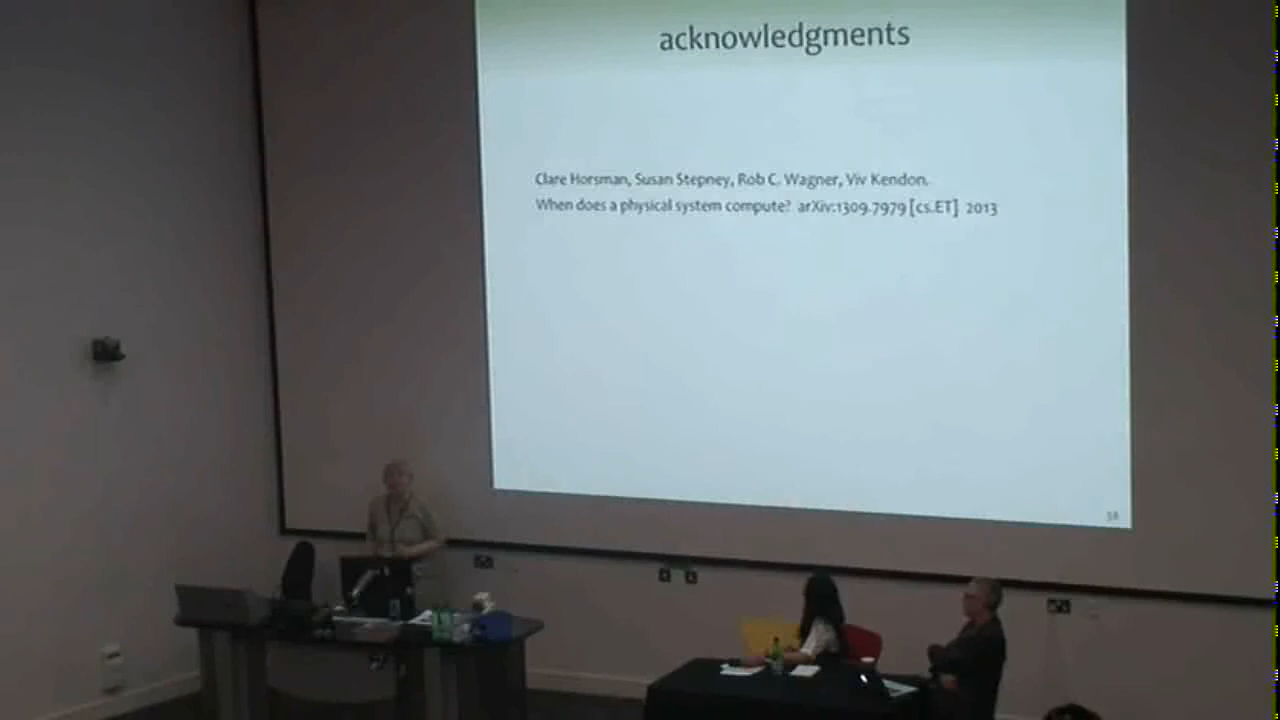 acknowledgments
Clare Horsman, Susan Stepney, Rob C. Wagner, Viv Kendon.
When does a physical system compute? arXiv:1309.7979 [cs.ET] 2013
58